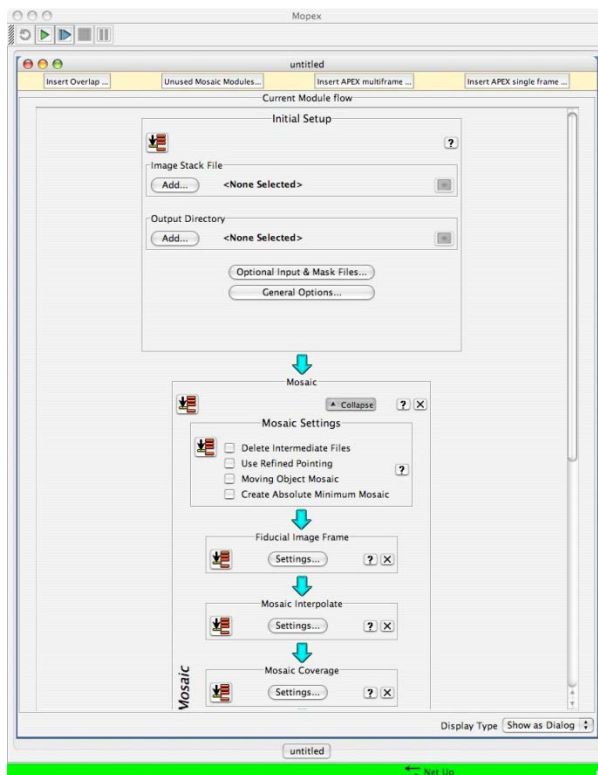 Mopex
untitled
Insert Overlap ...
Unused Mosaic Modules...
Insert APEX multiframe ...
Insert APEX single frame ...
Current Module flow
Initial Setup
?
Image Stack File
Add... <None Selected>
Output Directory
Add... <None Selected>
Optional Input & Mask Files...
General Options...
Mosaic
Collapse ? X
Mosaic Settings
Delete Intermediate Files
Use Refined Pointing
?
Moving Object Mosaic
Create Absolute Minimum Mosaic
Fiducial Image Frame
Settings... ? X
Mosaic Interpolate
Settings... ? X
Mosaic Coverage
Settings... ? X
Mosaic
Display Type Show as Dialog
untitled
Net Up